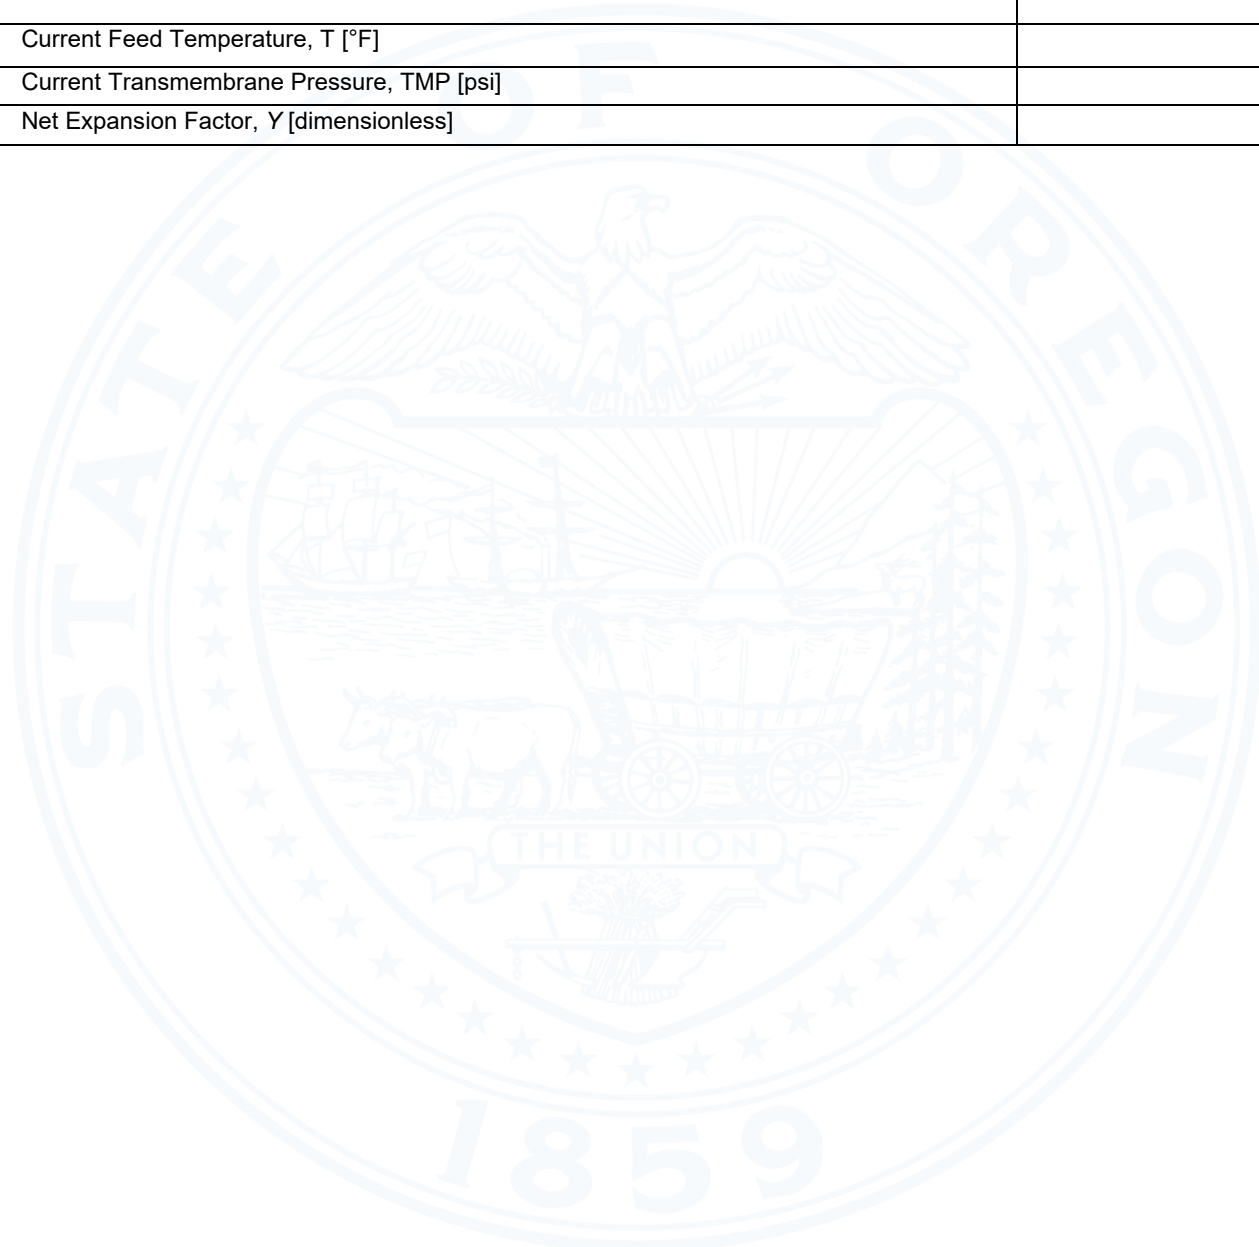 Current Feed Temperature, T [°F]
Current Transmembrane Pressure, TMP [psi]
Net Expansion Factor, Y [dimensionless]
STATE OF OREGON
THE UNION
1859